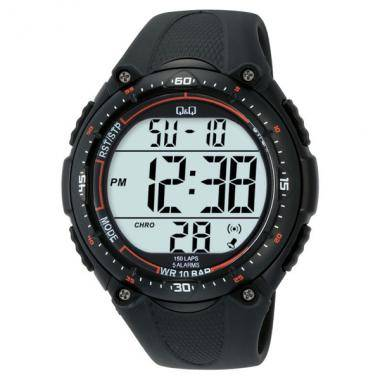 60
Q&Q
RST/STP
SU-10
45
PM 12:38
15
MODE
CHRO 28
150 LAPS
5 ALARMS
WR 10 BAR
30